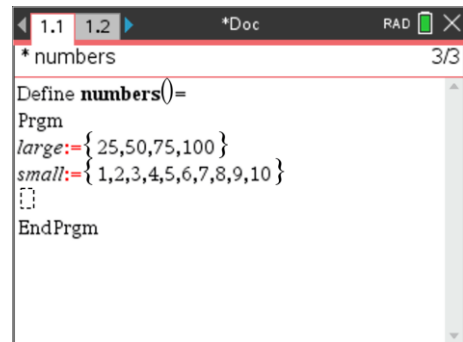 1.1 1.2 *Doc RAD
* numbers 3/3
Define numbers()=
Prgm
large:={25,50,75,100}
small:={1,2,3,4,5,6,7,8,9,10}
EndPrgm